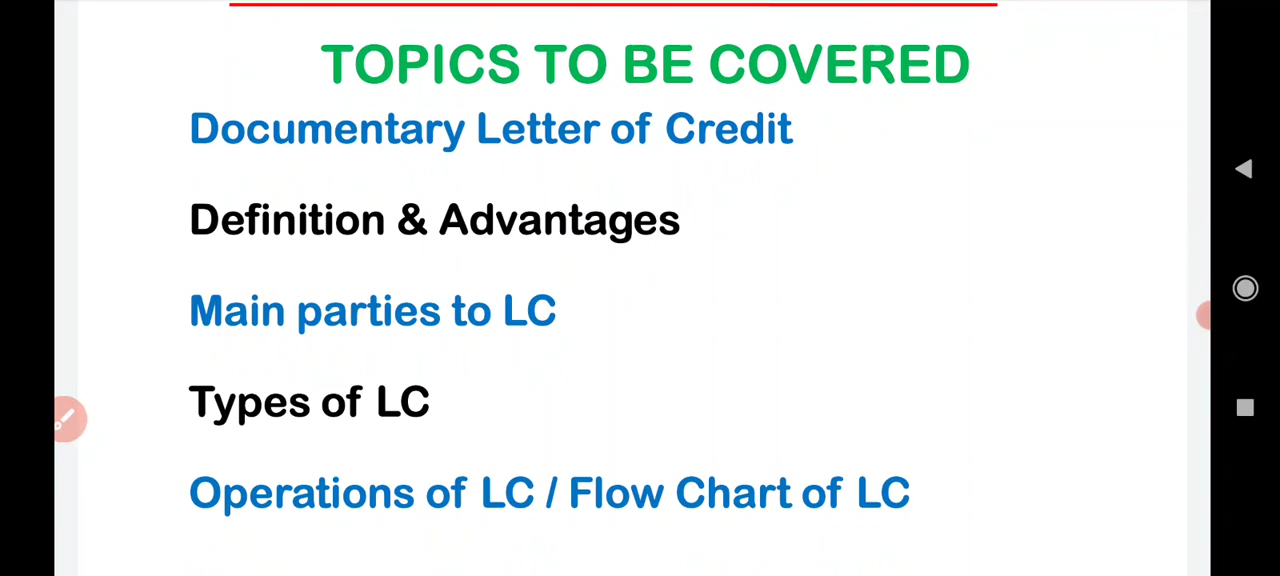 TOPICS TO BE COVERED
Documentary Letter of Credit
Definition & Advantages
Main parties to LC
Types of LC
Operations of LC / Flow Chart of LC